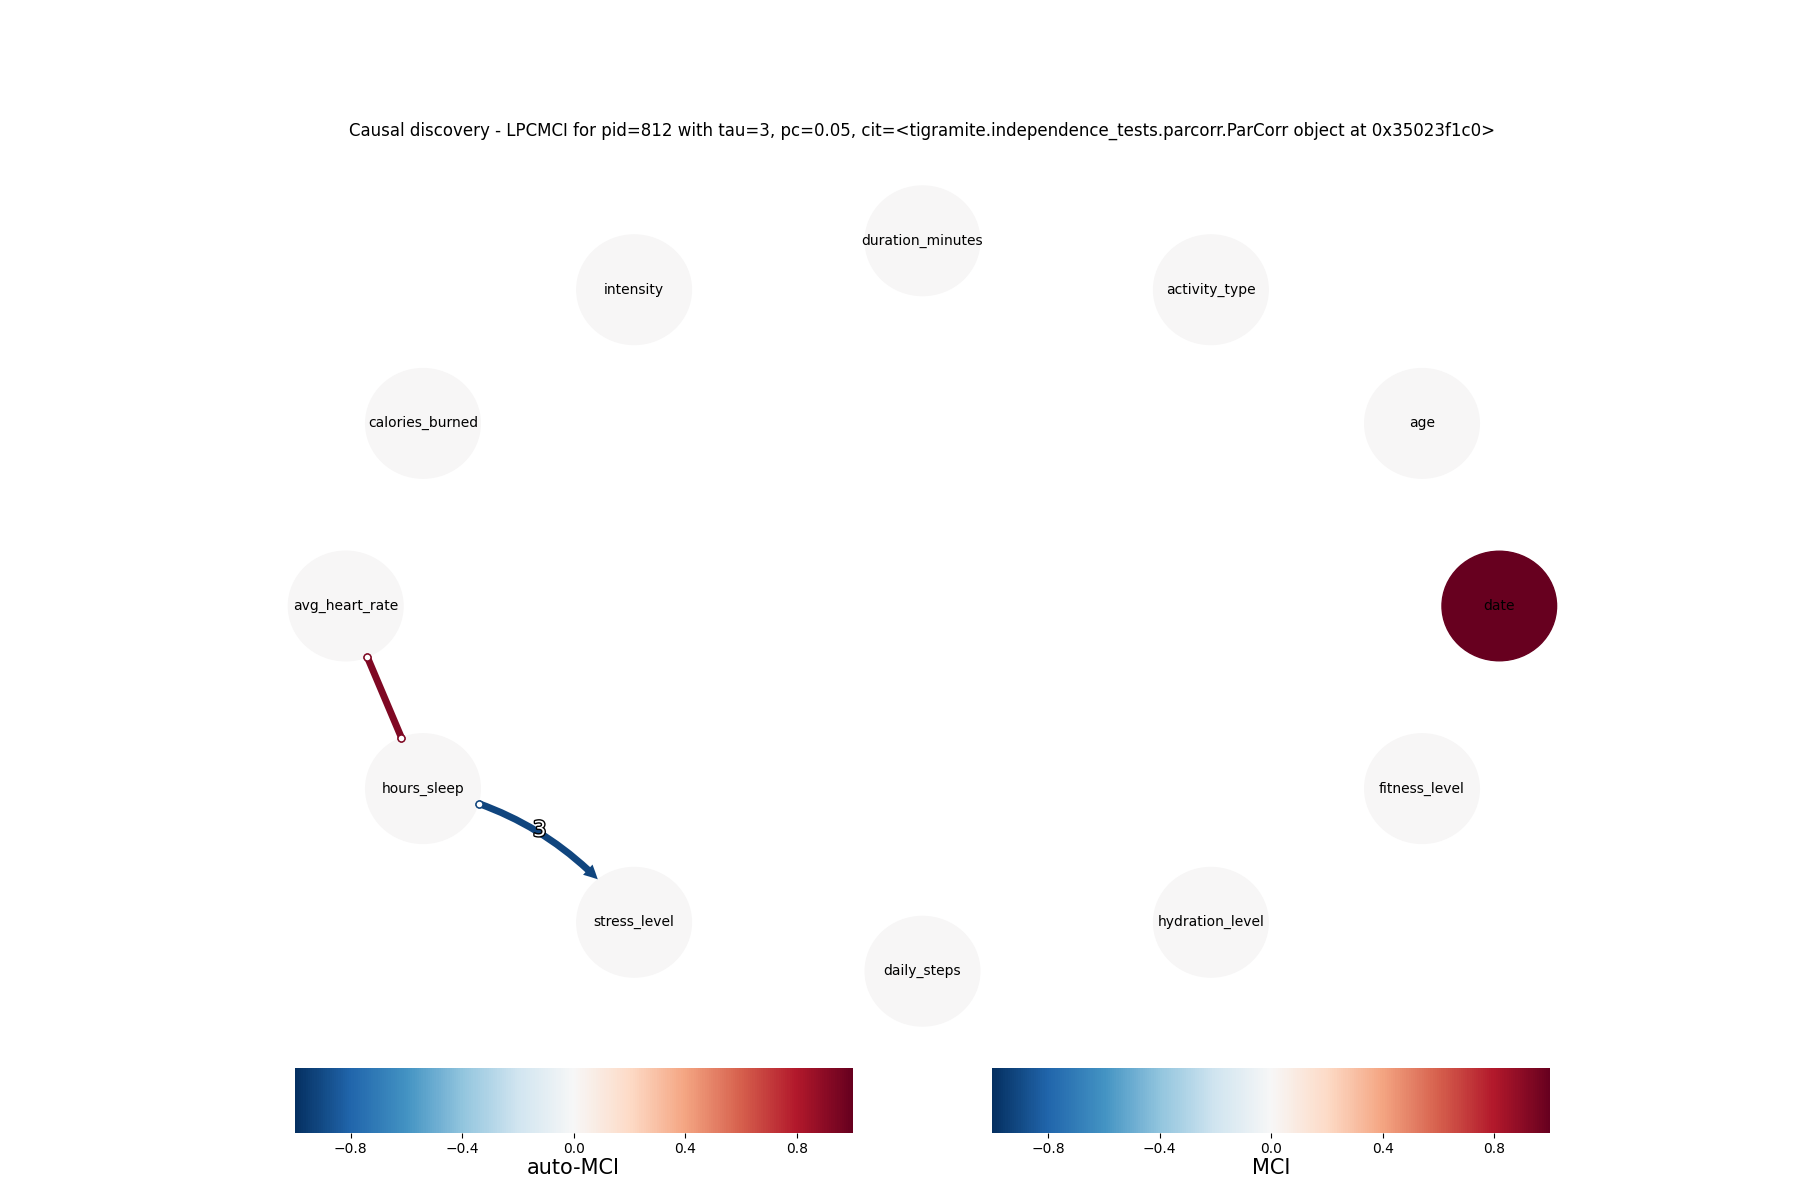 Causal discovery - LPCMCI for pid=812 with tau=3, pc=0.05, cit=<tigramite.independence_tests.parcorr.ParCorr object at 0x35023f1c0>
duration_minutes
intensity
activity_type
calories_burned
age
avg_heart_rate
date
hours_sleep
fitness_level
3
stress_level
hydration_level
daily_steps
−0.8 −0.4 0.0 0.4 0.8
auto-MCI
−0.8 −0.4 0.0 0.4 0.8
MCI